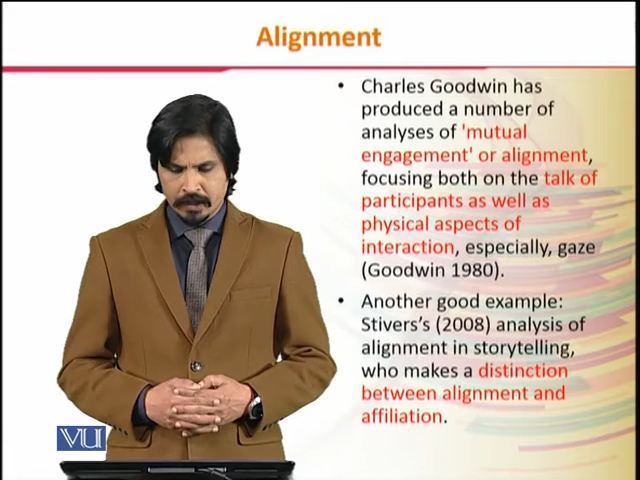 Alignment
• Charles Goodwin has
produced a number of
analyses of 'mutual
engagement' or alignment,
focusing both on the talk of
participants as well as
physical aspects of
interaction, especially, gaze
(Goodwin 1980).
• Another good example:
Stivers's (2008) analysis of
alignment in storytelling,
who makes a distinction
between alignment and
affiliation.
VU